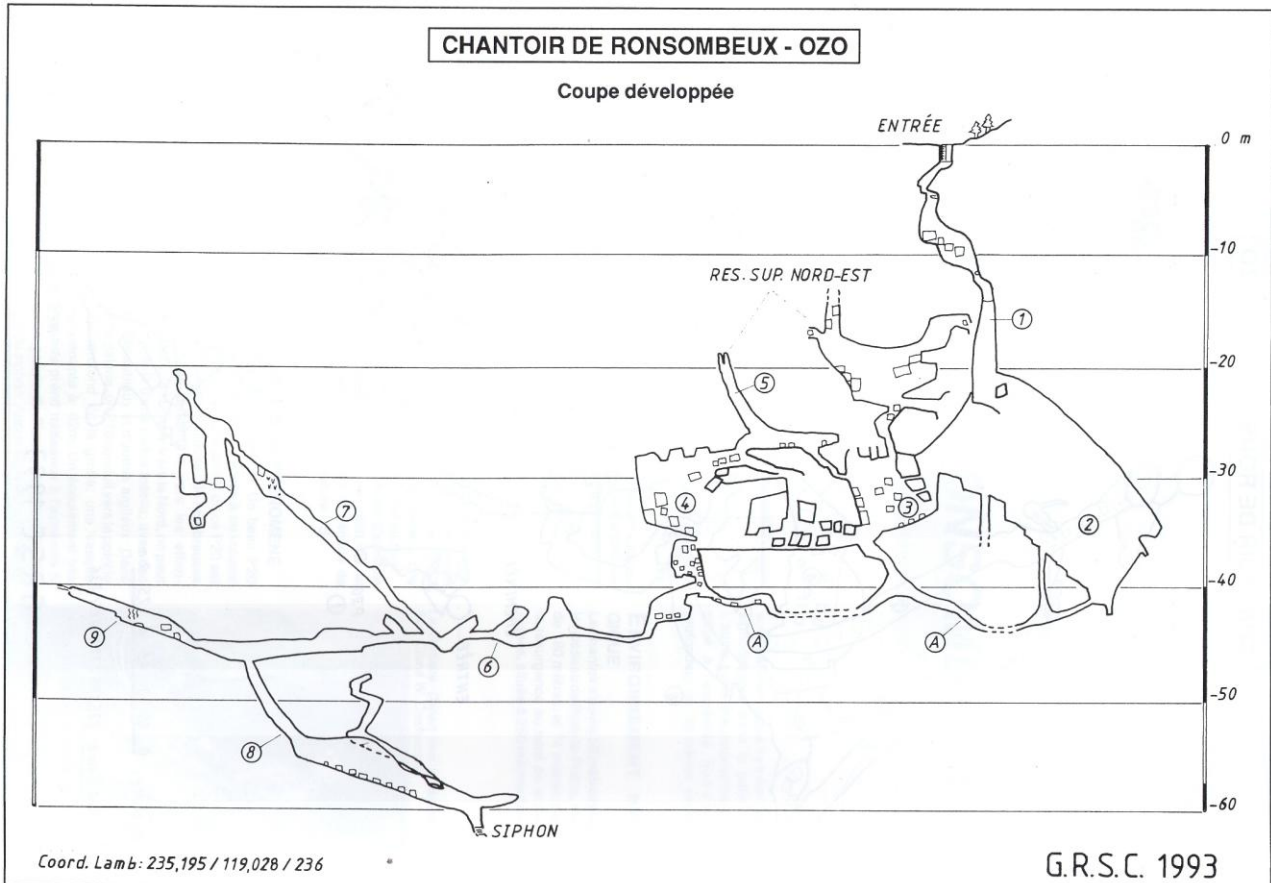 CHANTOIR DE RONSOMBEUX - OZO
Coupe développée
ENTRÉE
0 m
-10
RES. SUP. NORD-EST
1
-20
5
-30
7
4
3
2
-40
9
A
A
6
-50
8
-60
SIPHON
Coord. Lamb: 235,195 / 119,028 / 236
G.R.S.C. 1993